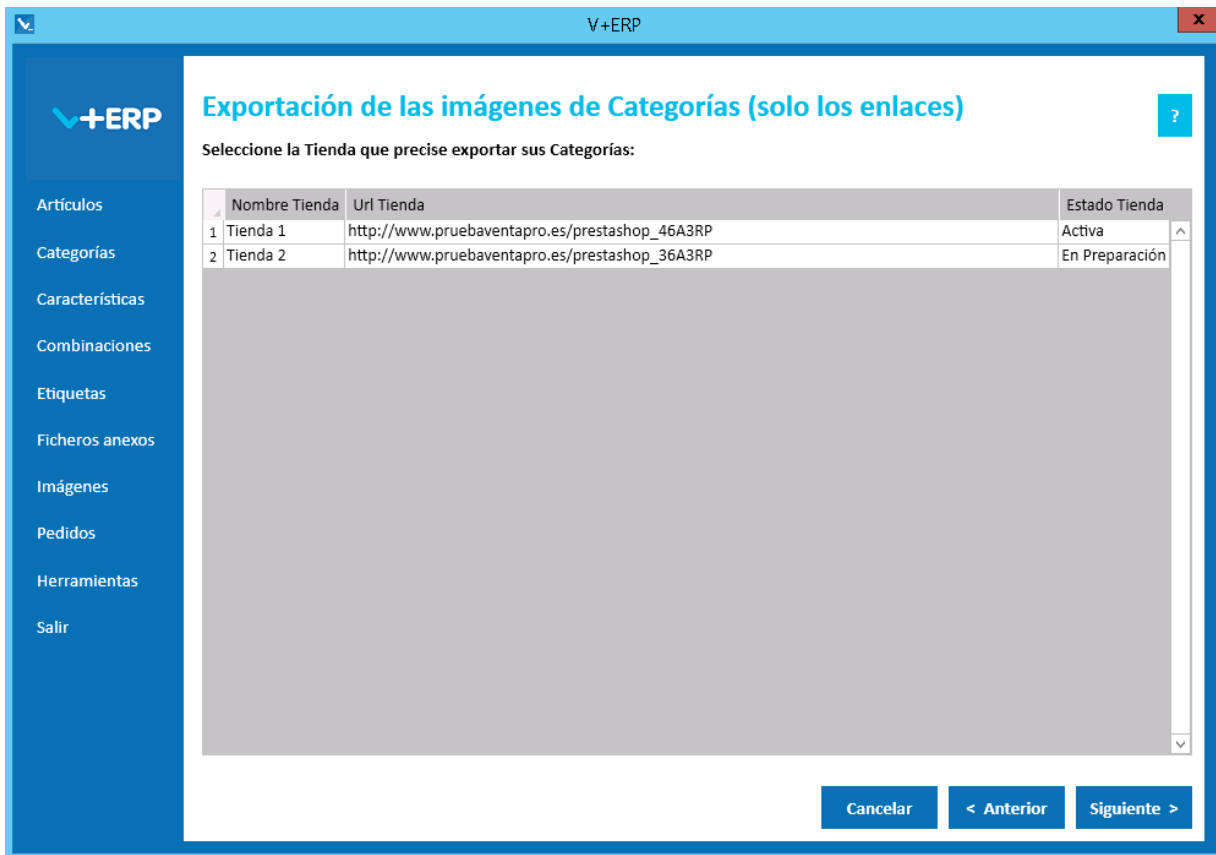 V+ERP
V+ERP
Exportación de las imágenes de Categorías (solo los enlaces)
?
Seleccione la Tienda que precise exportar sus Categorías:
Artículos
Categorías
Características
Combinaciones
Etiquetas
Ficheros anexos
Imágenes
Pedidos
Herramientas
Salir
Nombre Tienda Url Tienda Estado Tienda
1 Tienda 1 http://www.pruebaventapro.es/prestashop_46A3RP Activa
2 Tienda 2 http://www.pruebaventapro.es/prestashop_36A3RP En Preparación
Cancelar < Anterior Siguiente >